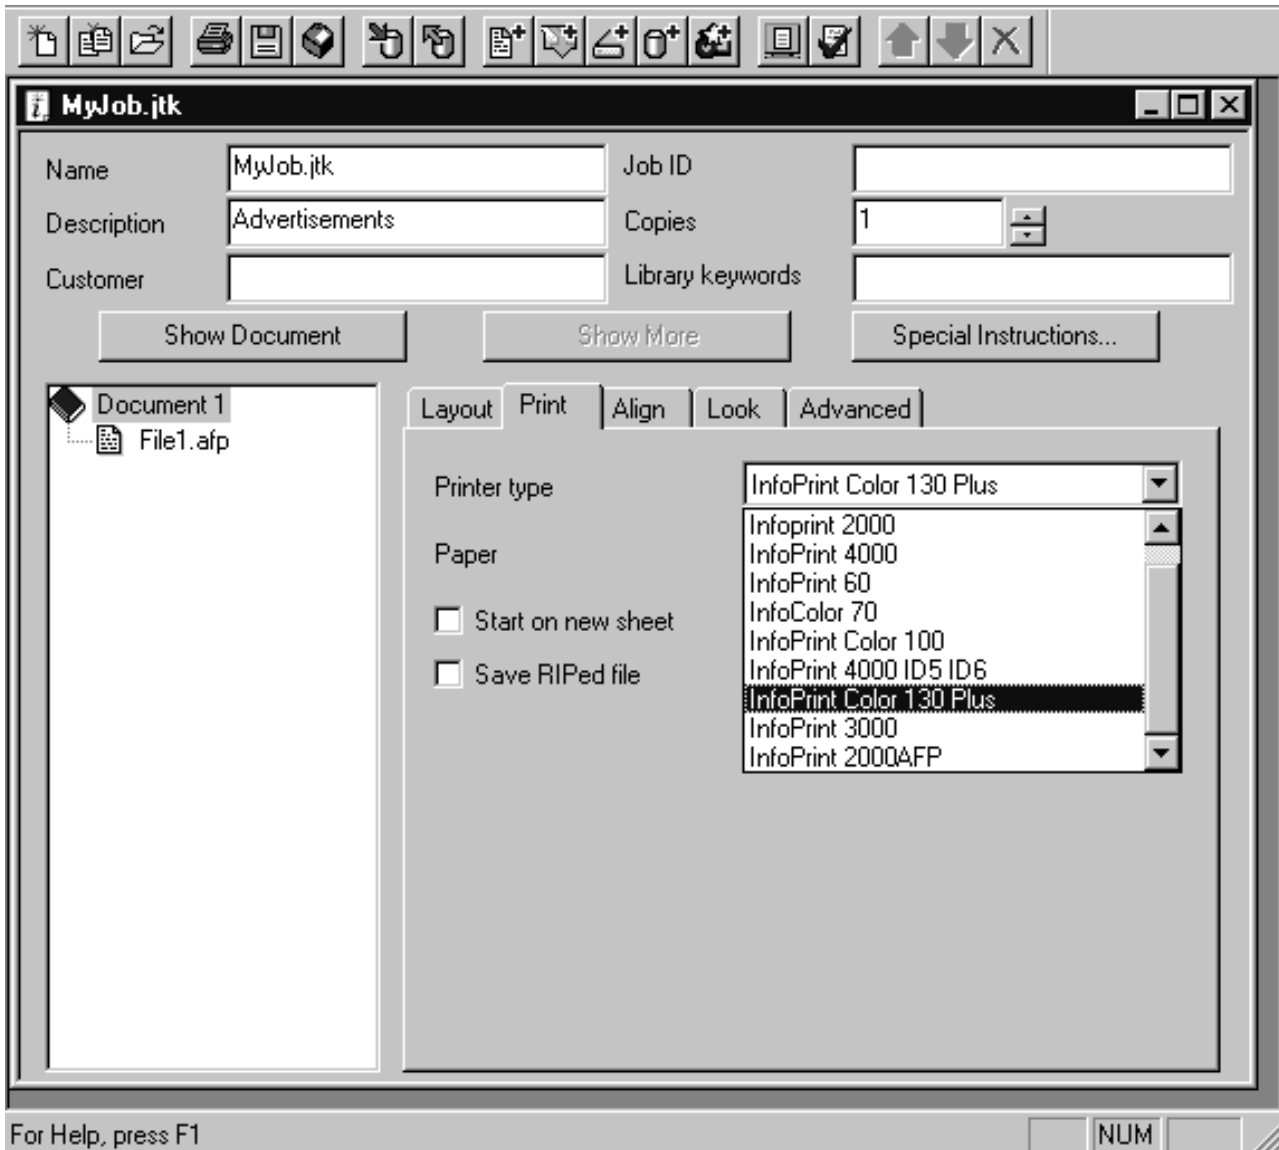 MyJob.jtk
Name MyJob.jtk Job ID
Description Advertisements Copies 1
Customer Library keywords
Show Document Show More Special Instructions...
Document 1
File1.afp
Layout Print Align Look Advanced
Printer type InfoPrint Color 130 Plus
Paper
Start on new sheet
Save RIPed file
Infoprint 2000
InfoPrint 4000
InfoPrint 60
InfoColor 70
InfoPrint Color 100
InfoPrint 4000 ID5 ID6
InfoPrint Color 130 Plus
InfoPrint 3000
InfoPrint 2000AFP
For Help, press F1 NUM